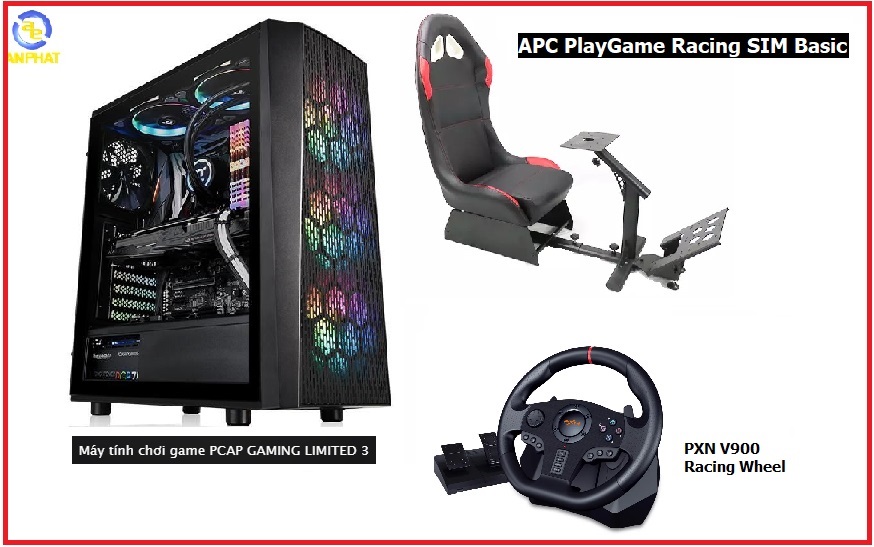 ANPHAT
APC PlayGame Racing SIM Basic
Máy tính chơi game PCAP GAMING LIMITED 3
PXN V900
Racing Wheel